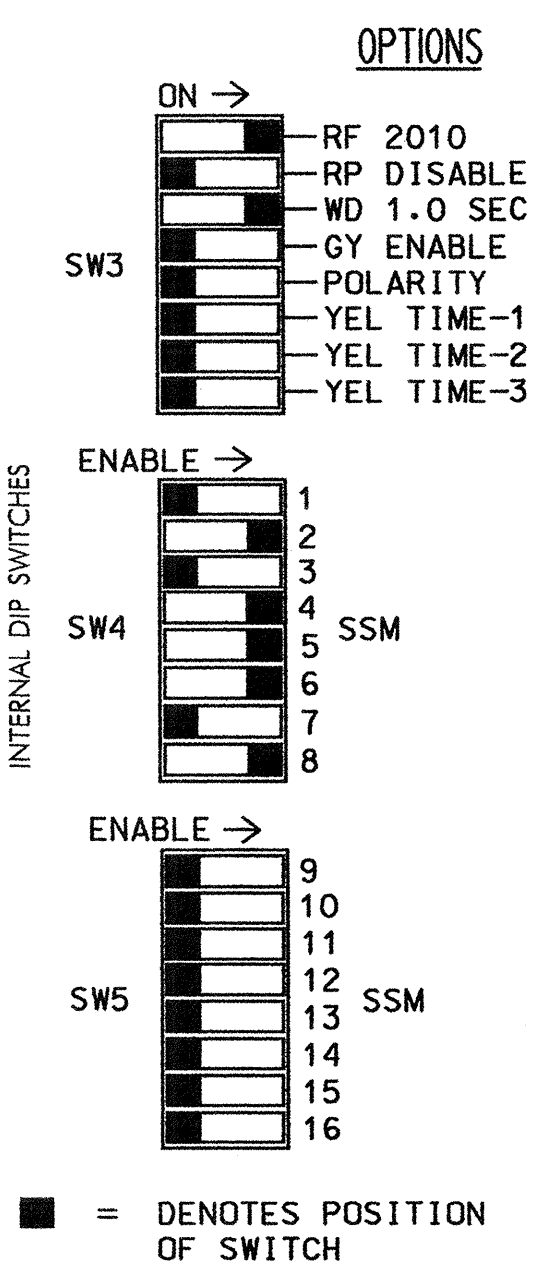 OPTIONS
ON →
RF 2010
RP DISABLE
WD 1.0 SEC
GY ENABLE
SW3
POLARITY
YEL TIME-1
YEL TIME-2
YEL TIME-3
INTERNAL DIP SWITCHES
ENABLE →
1
2
3
4
SW4
SSM
5
6
7
8
ENABLE →
9
10
11
12
SW5
SSM
13
14
15
16
= DENOTES POSITION
OF SWITCH